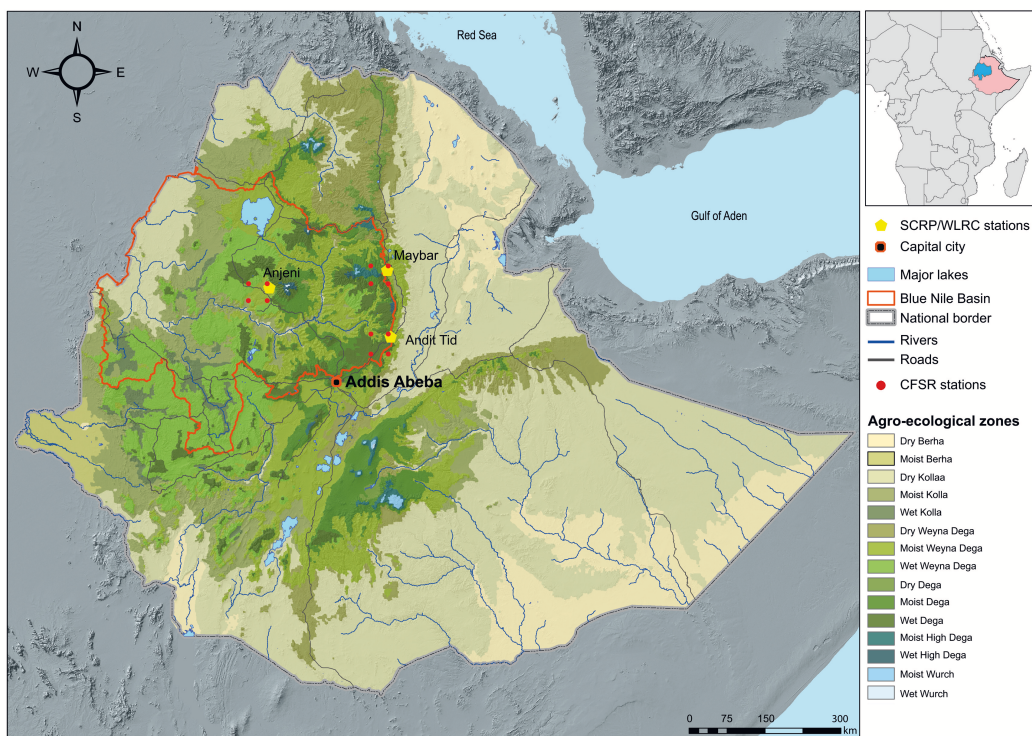 N
W E
S
Red Sea
Gulf of Aden
Maybar
Anjeni
Andit Tid
Addis Abeba
0 75 150 300
km
SCRP/WLRC stations
Capital city
Major lakes
Blue Nile Basin
National border
Rivers
Roads
CFSR stations
Agro-ecological zones
Dry Berha
Moist Berha
Dry Kollaa
Moist Kolla
Wet Kolla
Dry Weyna Dega
Moist Weyna Dega
Wet Weyna Dega
Dry Dega
Moist Dega
Wet Dega
Moist High Dega
Wet High Dega
Moist Wurch
Wet Wurch